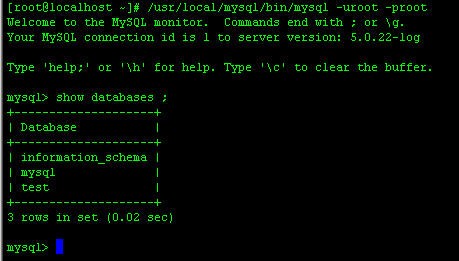 [root@localhost ~]# /usr/local/mysql/bin/mysql -uroot -proot
Welcome to the MySQL monitor.  Commands end with ; or \g.
Your MySQL connection id is 1 to server version: 5.0.22-log
Type 'help;' or '\h' for help. Type '\c' to clear the buffer.
mysql> show databases ;
+--------------------+
| Database           |
+--------------------+
| information_schema |
| mysql              |
| test               |
+--------------------+
3 rows in set (0.02 sec)
mysql>